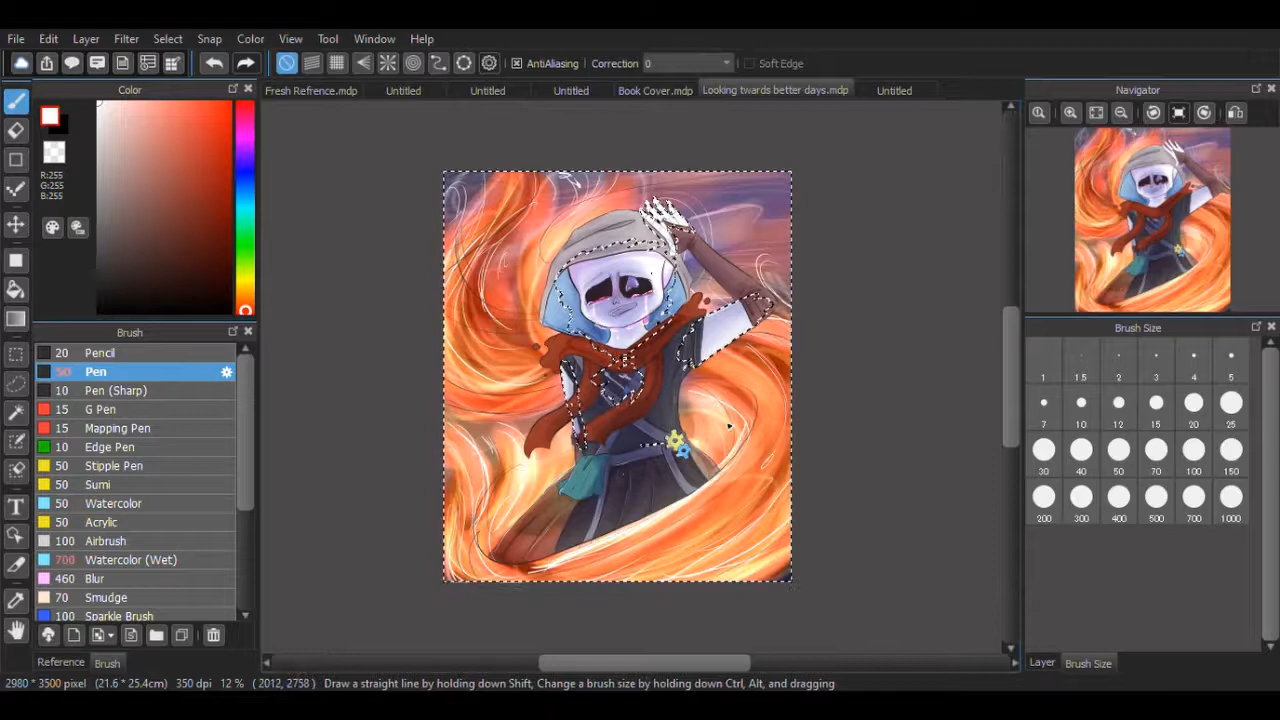 File Edit Layer Filter Select Snap Color View Tool Window Help
AntiAliasing Correction 0 Soft Edge
Color
Fresh Refrence.mdp Untitled Untitled Untitled Book Cover.mdp Looking twards better days.mdp Untitled
Navigator
R:255
G:255
B:255
Brush
20 Pencil
50 Pen
10 Pen (Sharp)
15 G Pen
15 Mapping Pen
10 Edge Pen
50 Stipple Pen
50 Sumi
50 Watercolor
50 Acrylic
100 Airbrush
700 Watercolor (Wet)
460 Blur
70 Smudge
100 Sparkle Brush
Reference Brush
Brush Size
1 1.5 2 3 4 5
7 10 12 15 20 25
30 40 50 70 100 150
200 300 400 500 700 1000
Layer Brush Size
2980 * 3500 pixel (21.6 * 25.4cm) 350 dpi 12 % ( 2012, 2758 ) Draw a straight line by holding down Shift, Change a brush size by holding down Ctrl, Alt, and dragging